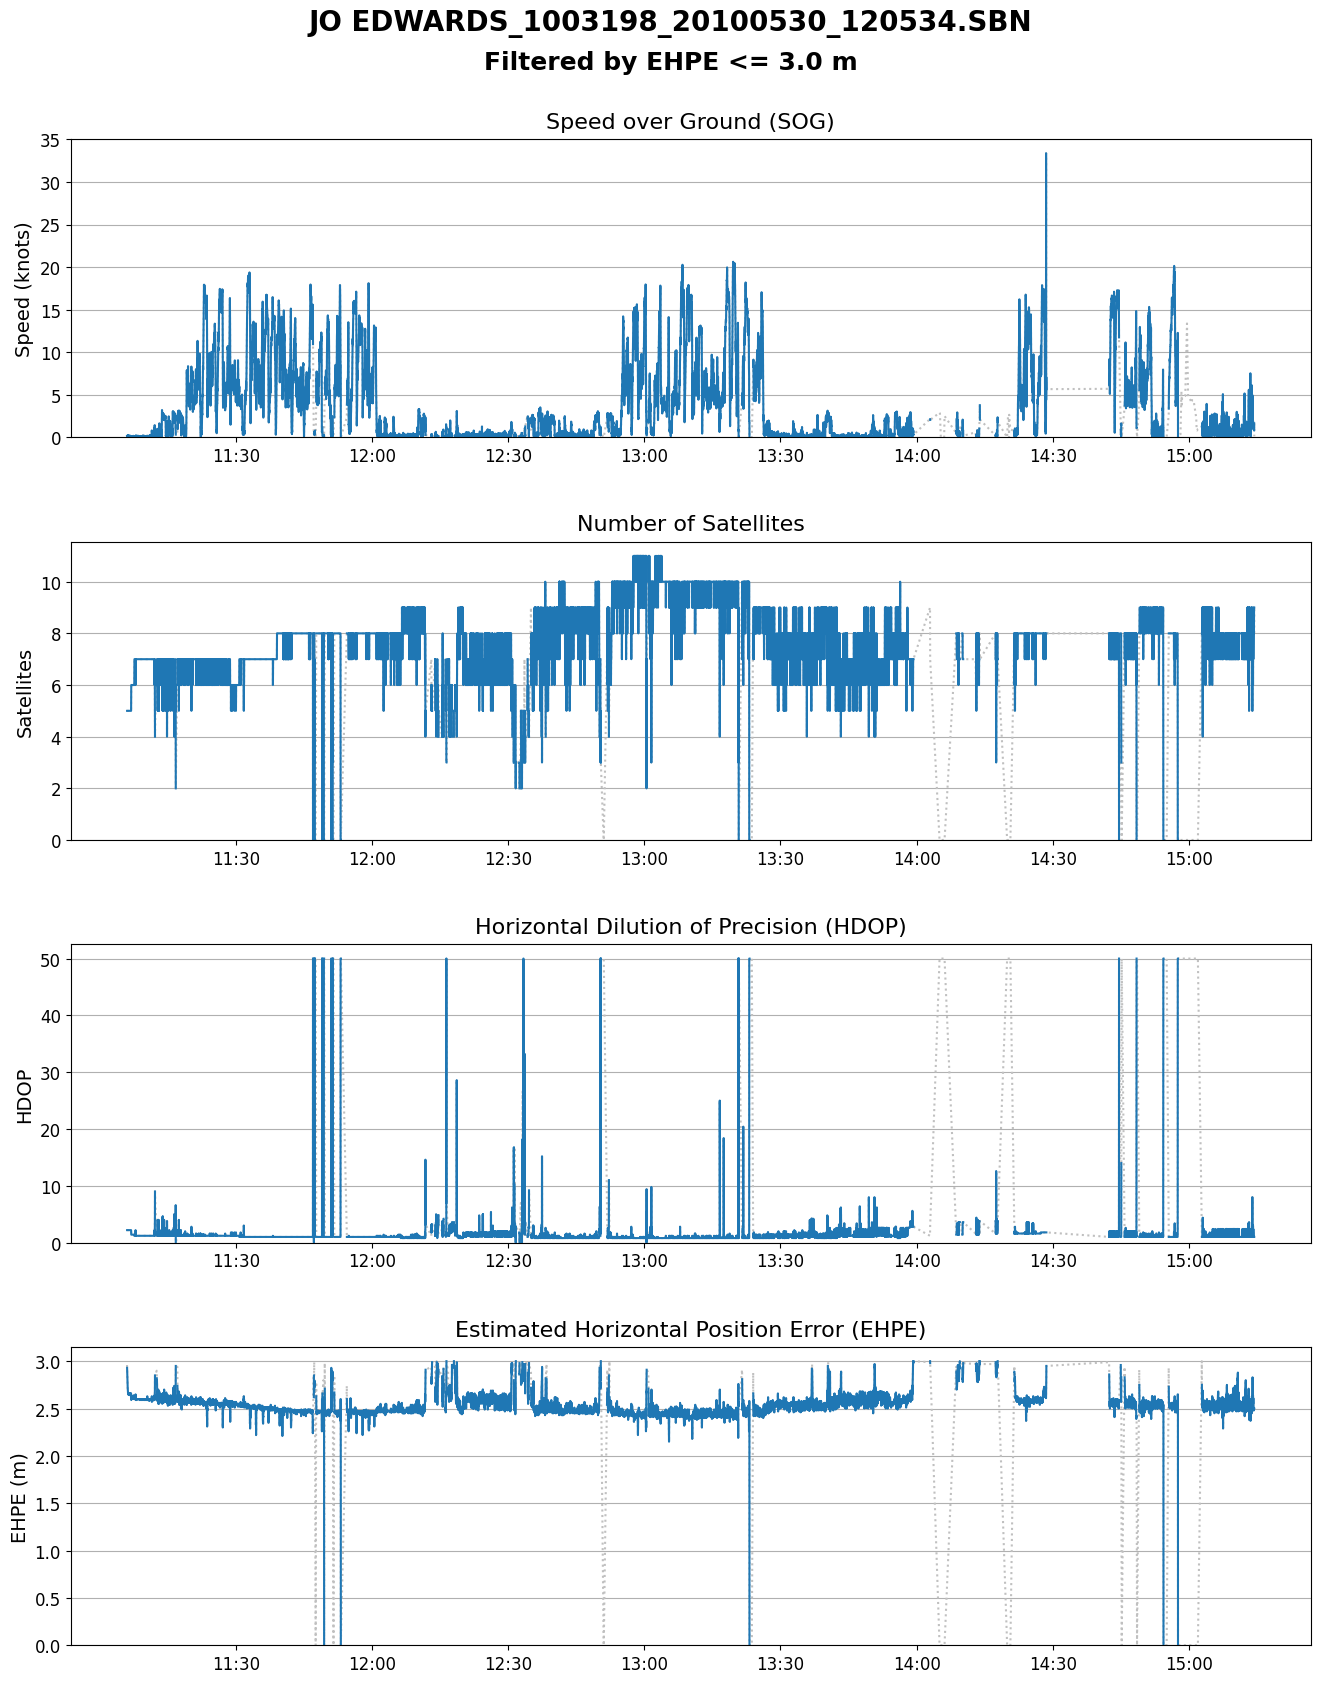 JO EDWARDS_1003198_20100530_120534.SBN
Filtered by EHPE <= 3.0 m
Speed over Ground (SOG)
Speed (knots)
35
30
25
20
15
10
5
0
11:30 12:00 12:30 13:00 13:30 14:00 14:30 15:00
Number of Satellites
Satellites
10
8
6
4
2
0
11:30 12:00 12:30 13:00 13:30 14:00 14:30 15:00
Horizontal Dilution of Precision (HDOP)
HDOP
50
40
30
20
10
0
11:30 12:00 12:30 13:00 13:30 14:00 14:30 15:00
Estimated Horizontal Position Error (EHPE)
EHPE (m)
3.0
2.5
2.0
1.5
1.0
0.5
0.0
11:30 12:00 12:30 13:00 13:30 14:00 14:30 15:00